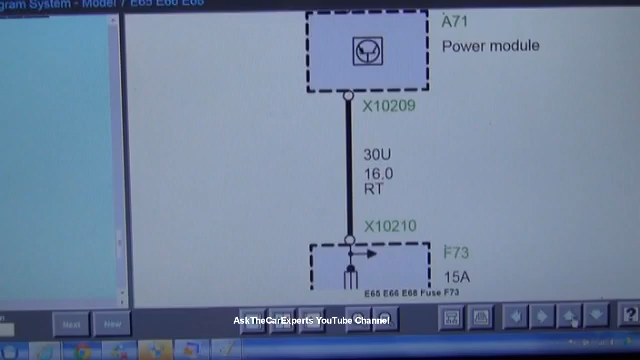 gram System - Model 7 E65 E66 E68
A71
Power module
X10209
30U
16.0
RT
X10210
F73
15A
E65 E66 E68 Fuse F73
Next
New
AskTheCarExperts YouTube Channel
?